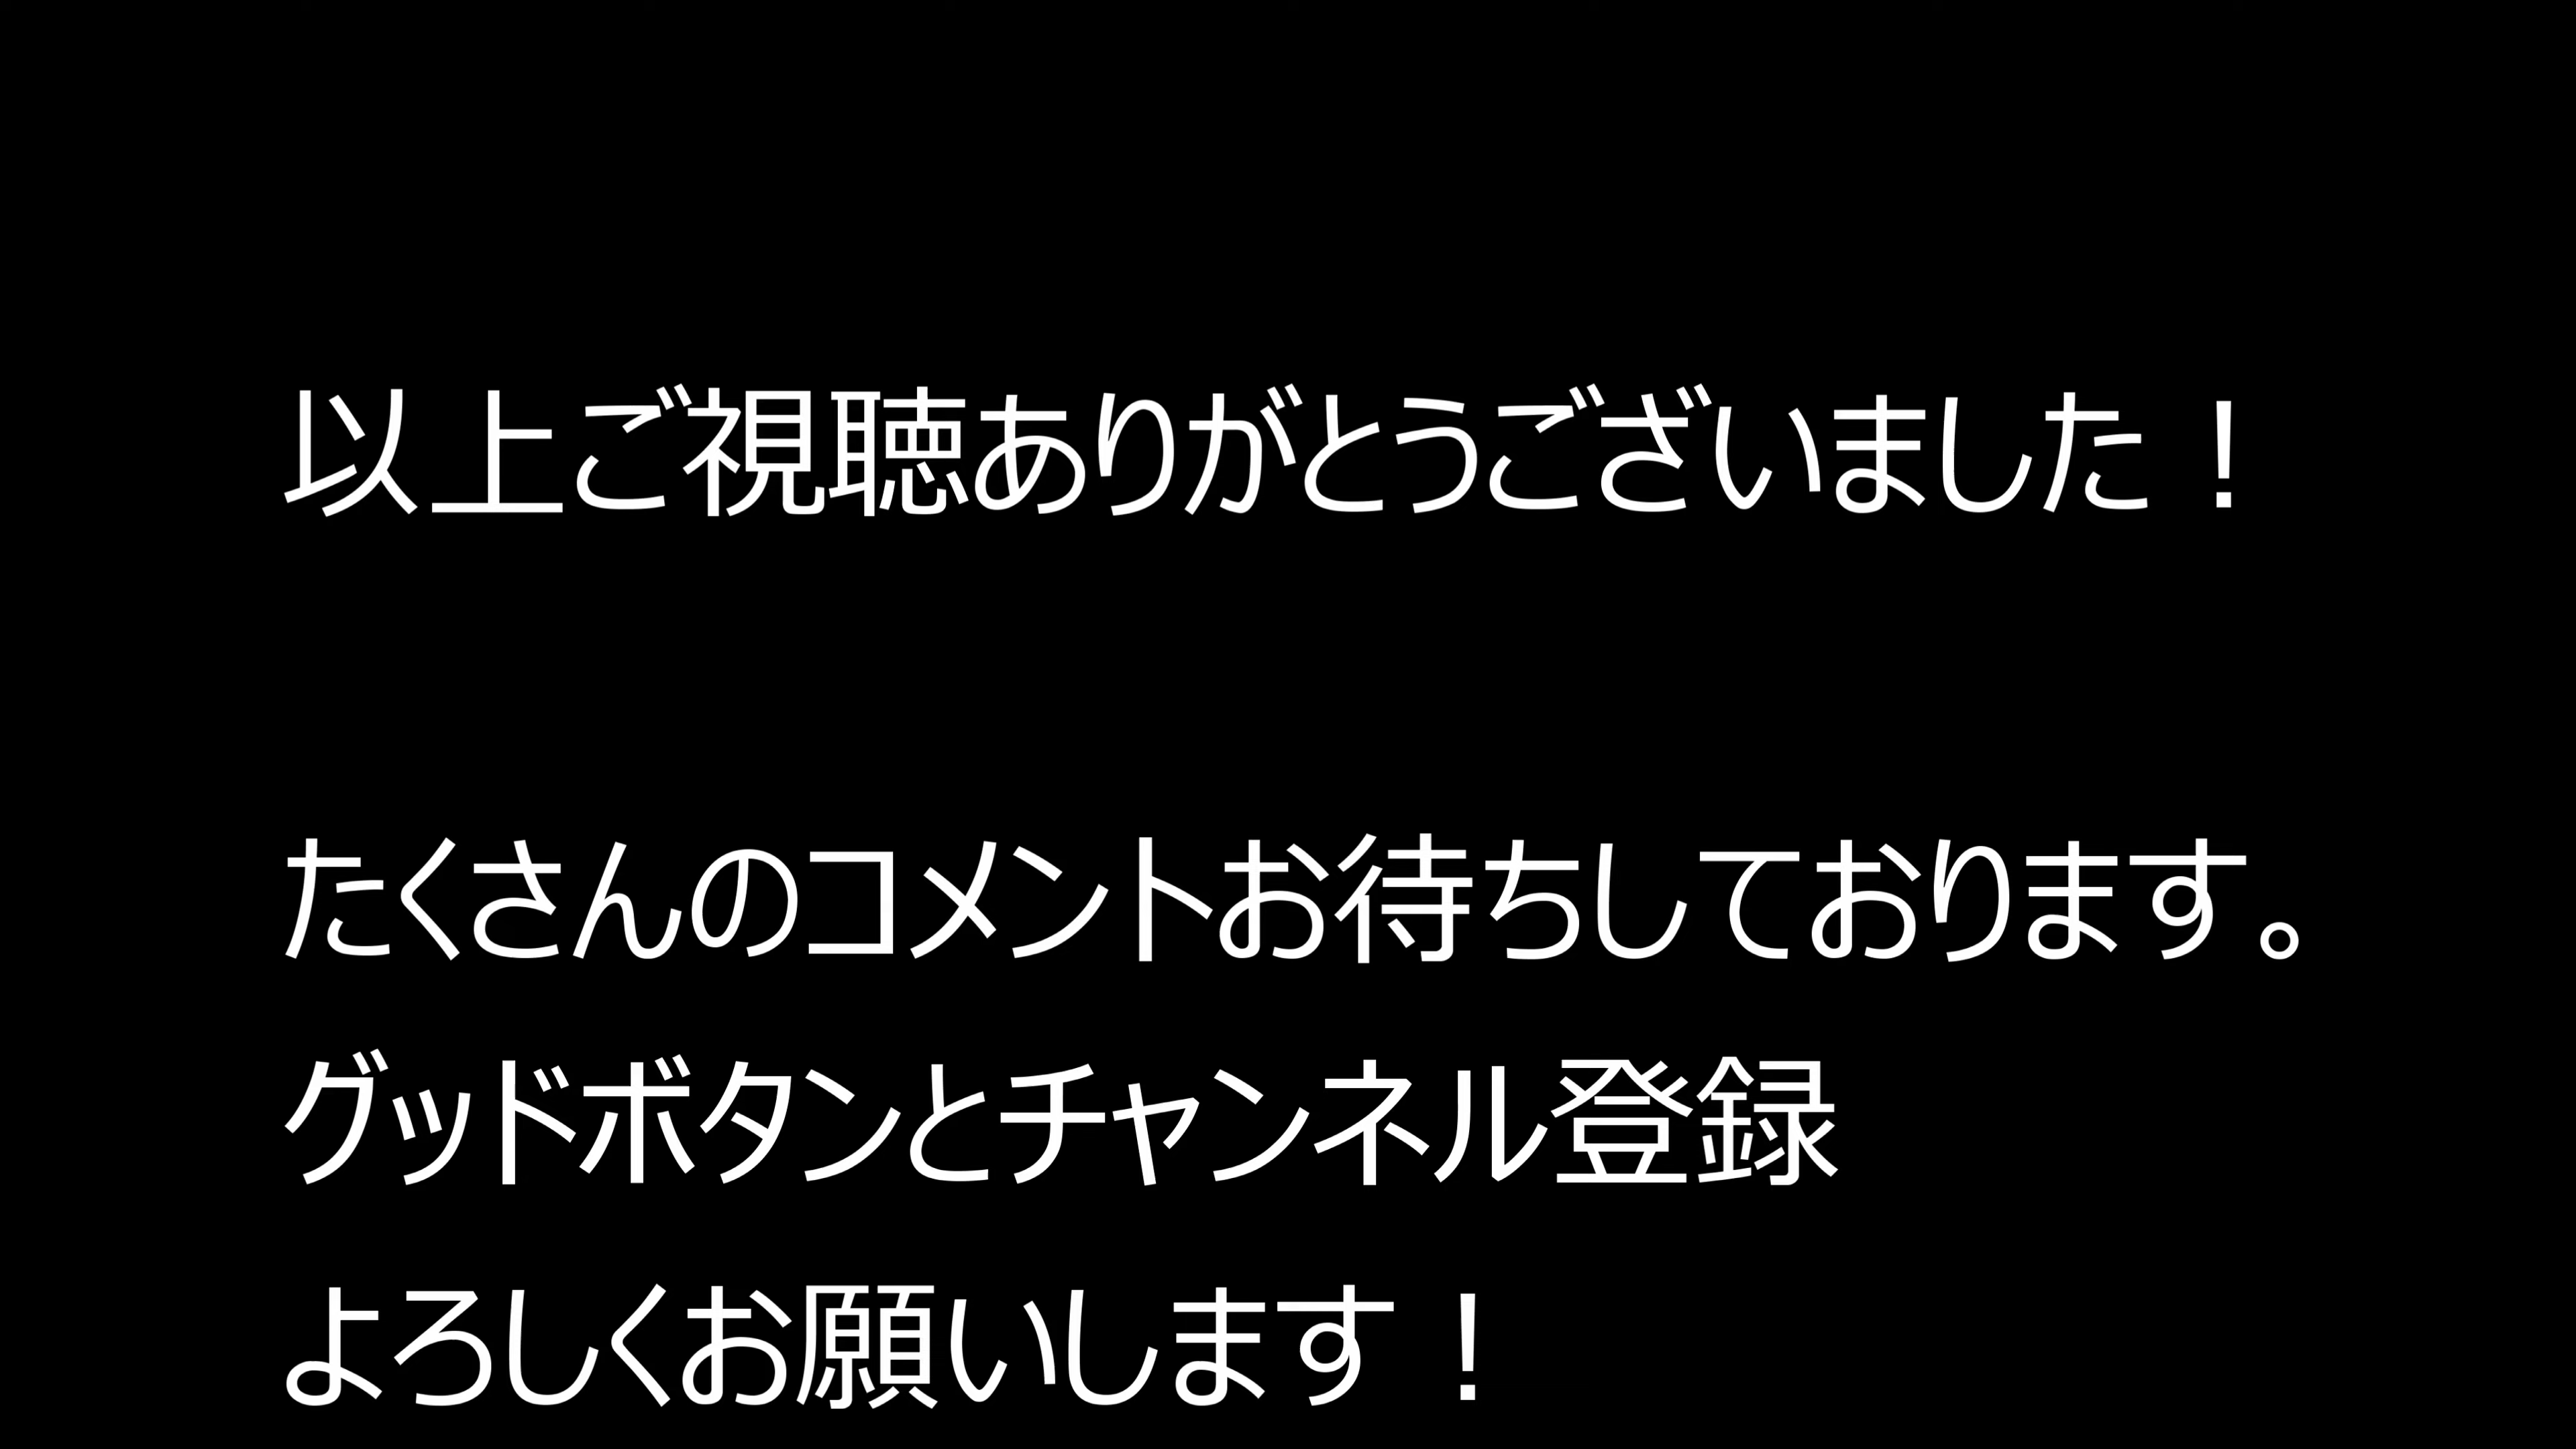 以上ご視聴ありがとうございました！
たくさんのコメントお待ちしております。
グッドボタンとチャンネル登録
よろしくお願いします！